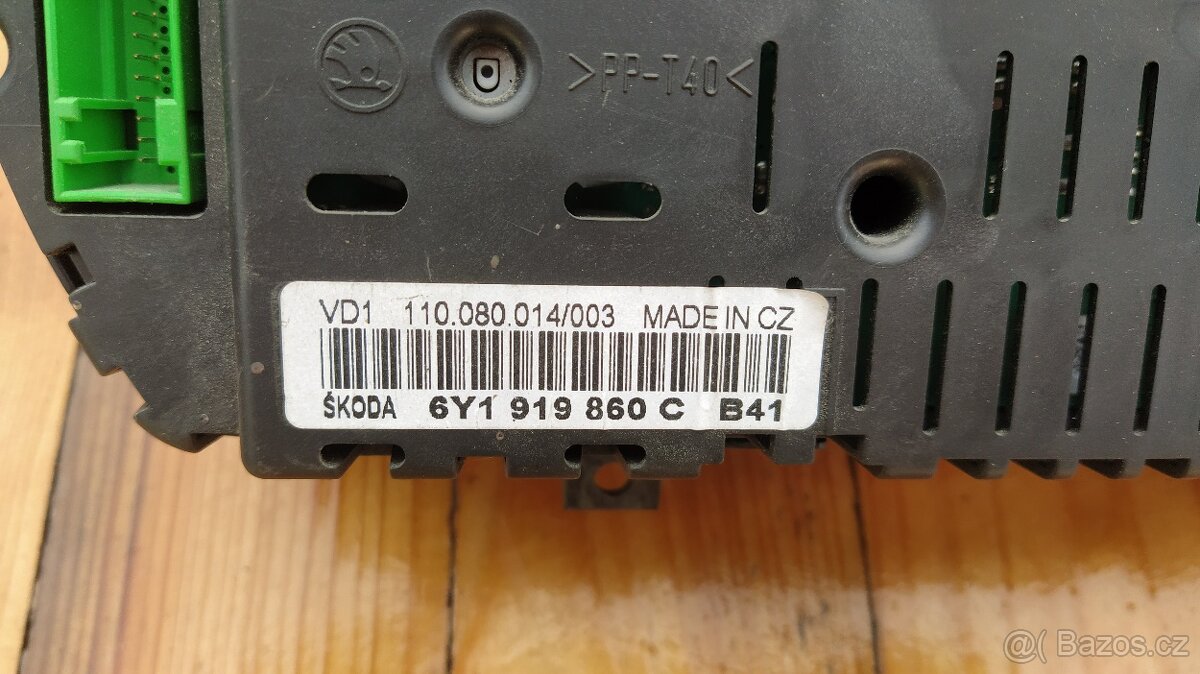 >PP-T40<
VD1 110.080.014/003 MADE IN CZ
ŠKODA 6Y1 919 860 C B41
Bazos.cz